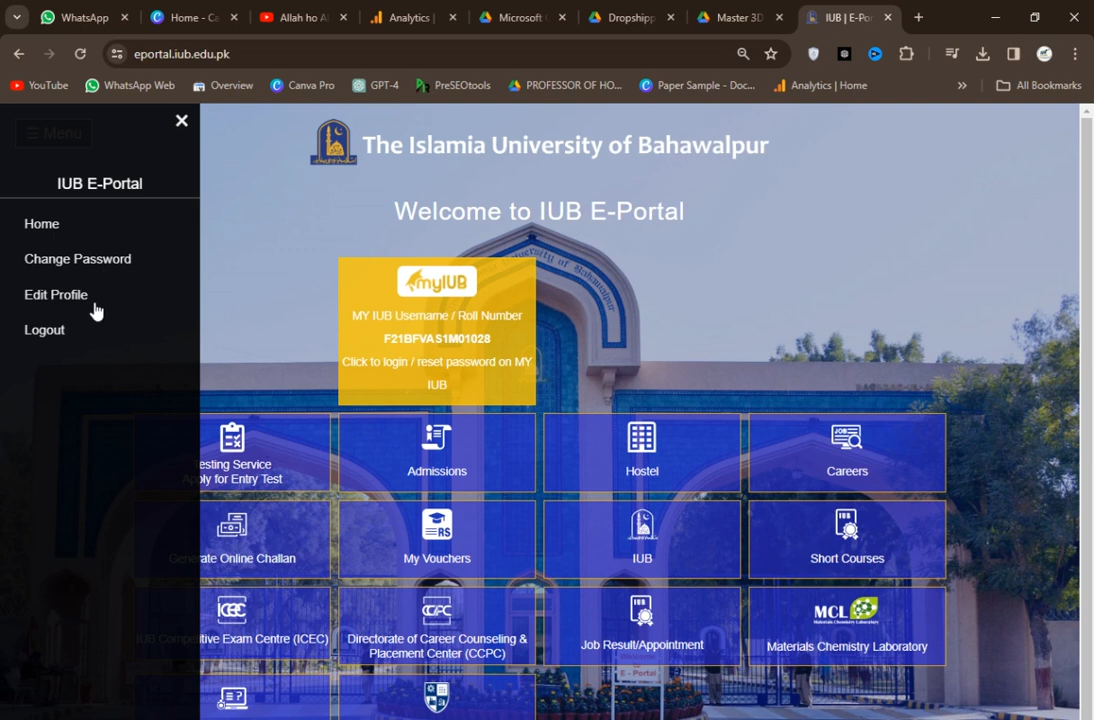 WhatsApp
Home - Ca
Allah ho A
Analytics |
Microsoft
Dropshipp
Master 3D
IUB | E-Por
eportal.iub.edu.pk
YouTube
WhatsApp Web
Overview
Canva Pro
GPT-4
PreSEOtools
PROFESSOR OF HO...
Paper Sample - Doc...
Analytics | Home
All Bookmarks
☰ Menu
IUB E-Portal
Home
Change Password
Edit Profile
Logout
The Islamia University of Bahawalpur
Welcome to IUB E-Portal
myIUB
MY IUB Username / Roll Number
F21BFVAS1M01028
Click to login / reset password on MY
IUB
Testing Service
Apply for Entry Test
Admissions
Hostel
Careers
Generate Online Challan
My Vouchers
IUB
Short Courses
IUB Competitive Exam Centre (ICEC)
Directorate of Career Counseling &
Placement Center (CCPC)
Job Result/Appointment
MCL
Materials Chemistry Laboratory